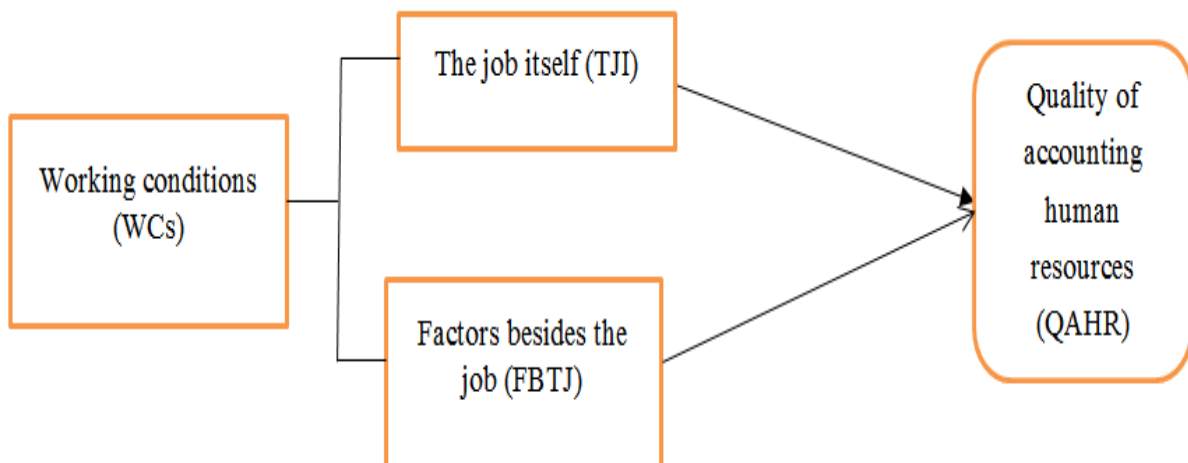 Working conditions
(WCs)
The job itself (TJI)
Factors besides the
job (FBTJ)
Quality of
accounting
human
resources
(QAHR)